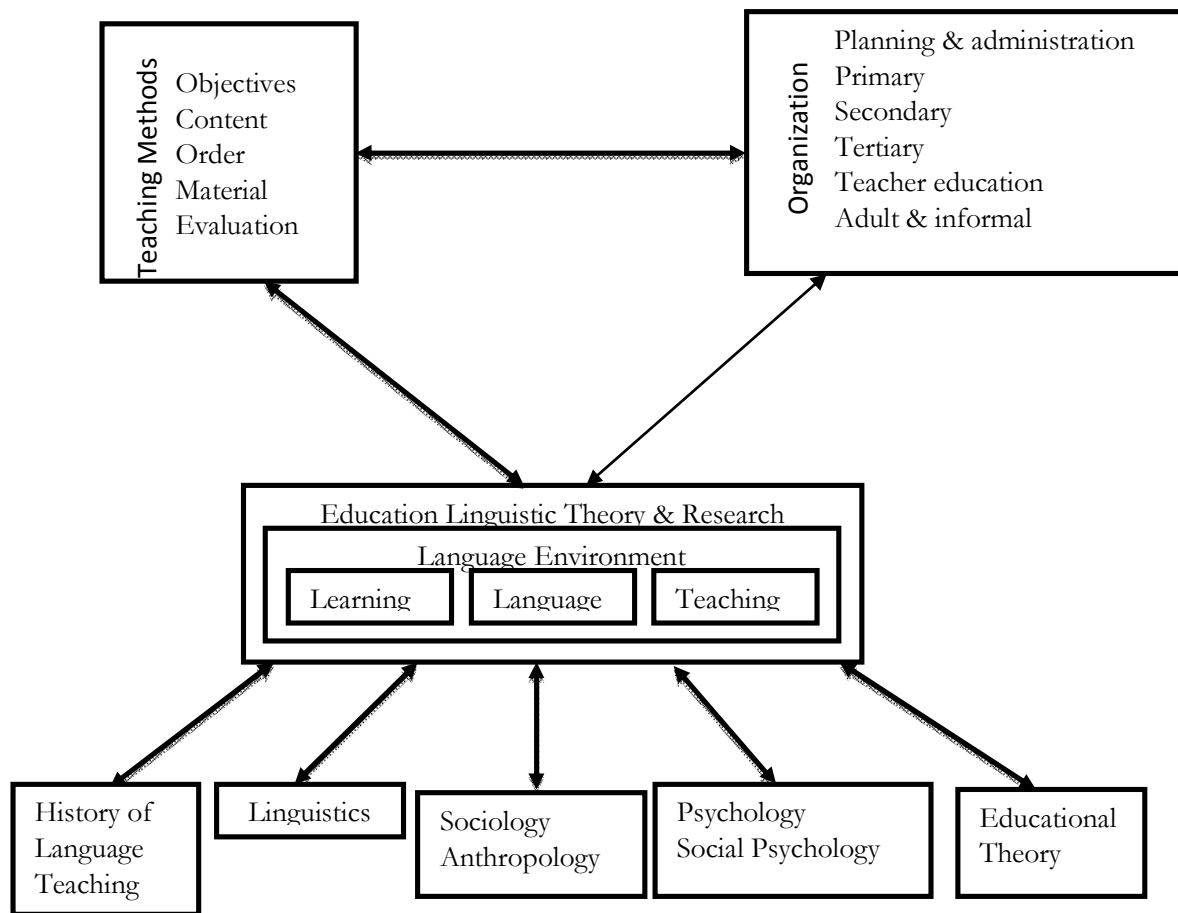 Teaching Methods
Objectives
Content
Order
Material
Evaluation
Organization
Planning & administration
Primary
Secondary
Tertiary
Teacher education
Adult & informal
Education Linguistic Theory & Research
Language Environment
Learning
Language
Teaching
History of
Language
Teaching
Linguistics
Sociology
Anthropology
Psychology
Social Psychology
Educational
Theory